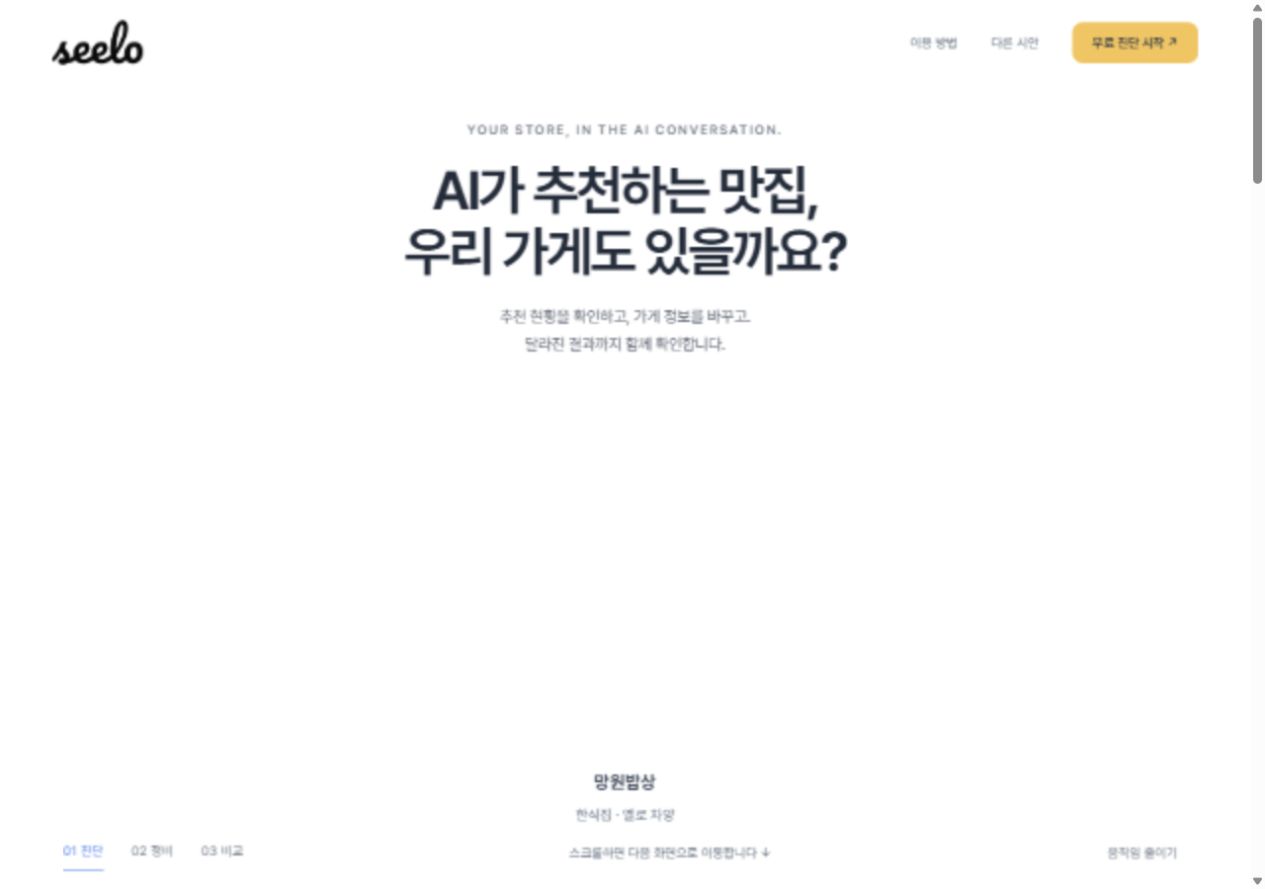 seelo
이용 방법
다른 시안
무료 진단 시작 ↗
YOUR STORE, IN THE AI CONVERSATION.
AI가 추천하는 맛집,
우리 가게도 있을까요?
추천 현황을 확인하고, 가게 정보를 바꾸고.
달라진 결과까지 함께 확인합니다.
망원밥상
한식집 · 옐로 차양
01 진단
02 정비
03 비교
스크롤하면 다음 화면으로 이동합니다 ↓
움직임 줄이기